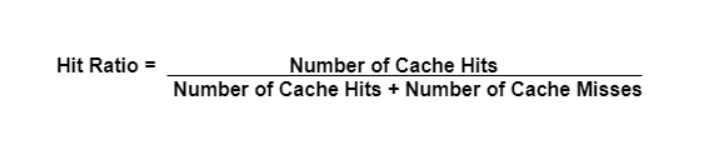 Hit Ratio = Number of Cache Hits
Number of Cache Hits + Number of Cache Misses